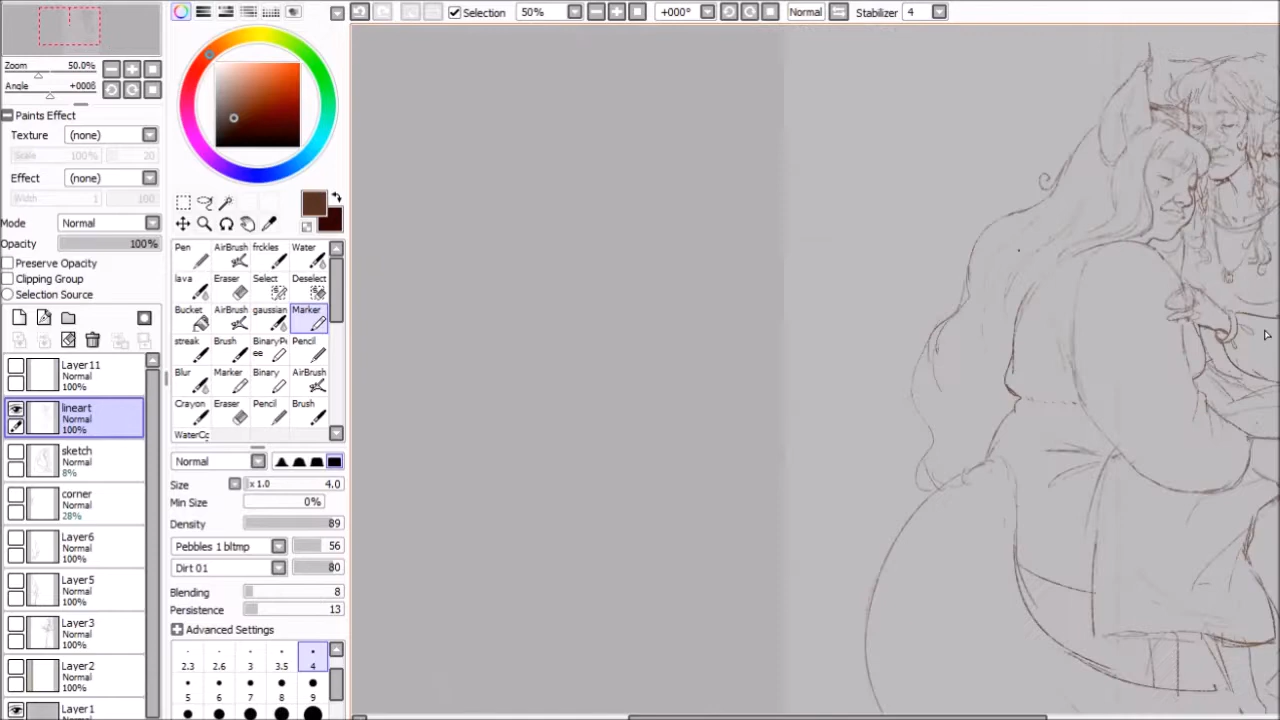 Selection 50% +000° Normal Stabilizer 4
Zoom 50.0%
Angle +0008
Paints Effect
Texture (none)
Scale 100% 20
Effect (none)
Width 1 100
Mode Normal
Opacity 100%
Preserve Opacity
Clipping Group
Selection Source
Layer11
Normal
100%
lineart
Normal
100%
sketch
Normal
8%
corner
Normal
28%
Layer6
Normal
100%
Layer5
Normal
100%
Layer3
Normal
100%
Layer2
Normal
100%
Layer1
Normal
Pen AirBrush frckles Water
lava Eraser Select Deselect
Bucket AirBrush gaussian Marker
streak Brush BinaryPe Pencil
ee
Blur Marker Binary AirBrush
Crayon Eraser Pencil Brush
WaterCc
Normal
Size x 1.0 4.0
Min Size 0%
Density 89
Pebbles 1 bltmp 56
Dirt 01 80
Blending 8
Persistence 13
Advanced Settings
2.3 2.6 3 3.5 4
5 6 7 8 9